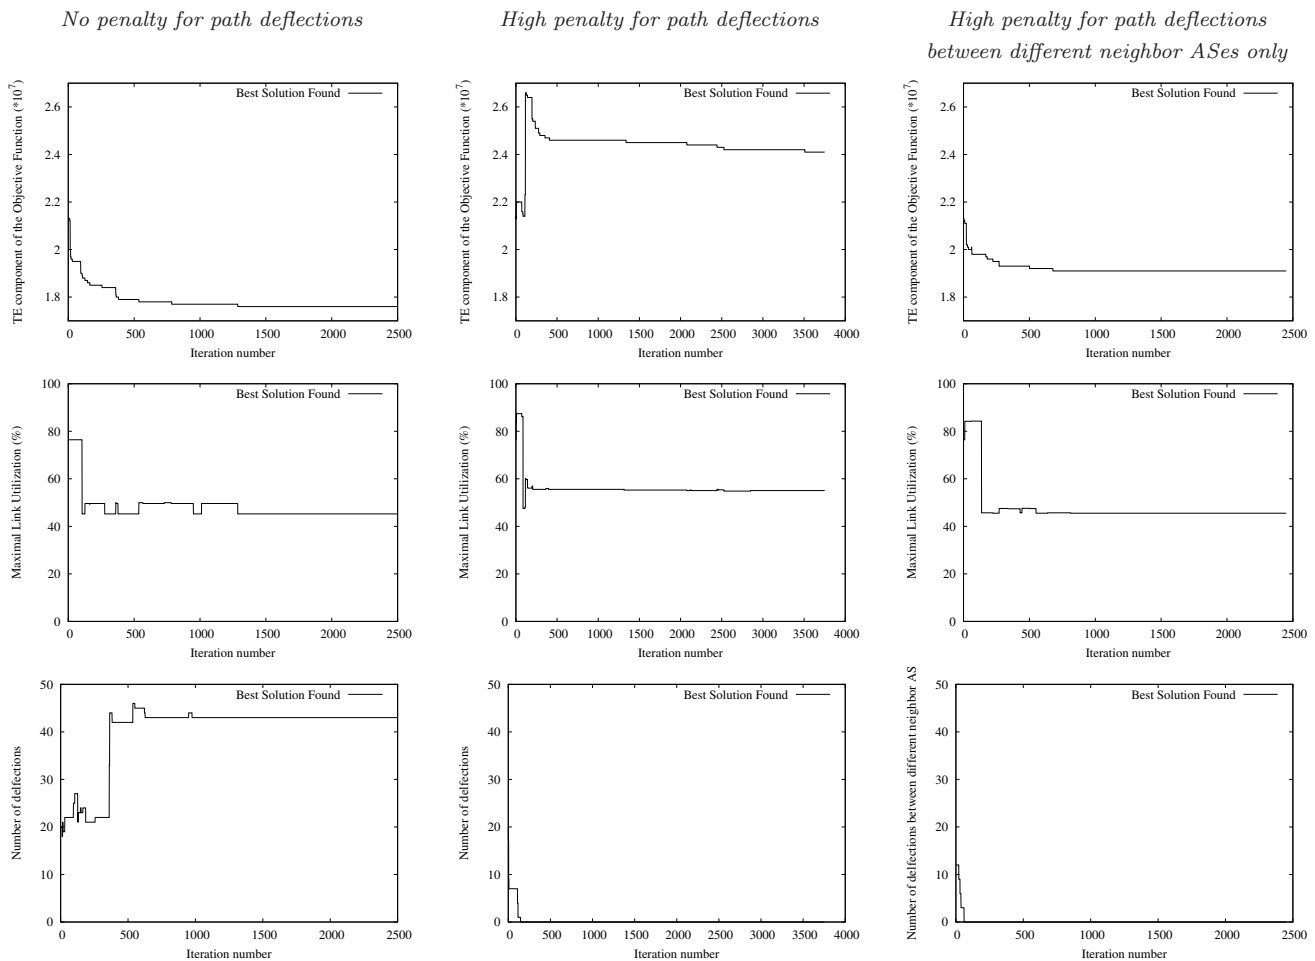 No penalty for path deflections
High penalty for path deflections
High penalty for path deflections
between different neighbor ASes only
TE component of the Objective Function (*10^7)
2.6
2.4
2.2
2
1.8
Best Solution Found
0 500 1000 1500 2000 2500
Iteration number
TE component of the Objective Function (*10^7)
2.6
2.4
2.2
2
1.8
Best Solution Found
0 500 1000 1500 2000 2500 3000 3500 4000
Iteration number
TE component of the Objective Function (*10^7)
2.6
2.4
2.2
2
1.8
Best Solution Found
0 500 1000 1500 2000 2500
Iteration number
Maximal Link Utilization (%)
100
80
60
40
20
0
Best Solution Found
0 500 1000 1500 2000 2500
Iteration number
Maximal Link Utilization (%)
100
80
60
40
20
0
Best Solution Found
0 500 1000 1500 2000 2500 3000 3500 4000
Iteration number
Maximal Link Utilization (%)
100
80
60
40
20
0
Best Solution Found
0 500 1000 1500 2000 2500
Iteration number
Number of delfections
50
40
30
20
10
0
Best Solution Found
0 500 1000 1500 2000 2500
Iteration number
Number of delfections
50
40
30
20
10
0
Best Solution Found
0 500 1000 1500 2000 2500 3000 3500 4000
Iteration number
Number of delfections between different neighbor AS
50
40
30
20
10
0
Best Solution Found
0 500 1000 1500 2000 2500
Iteration number